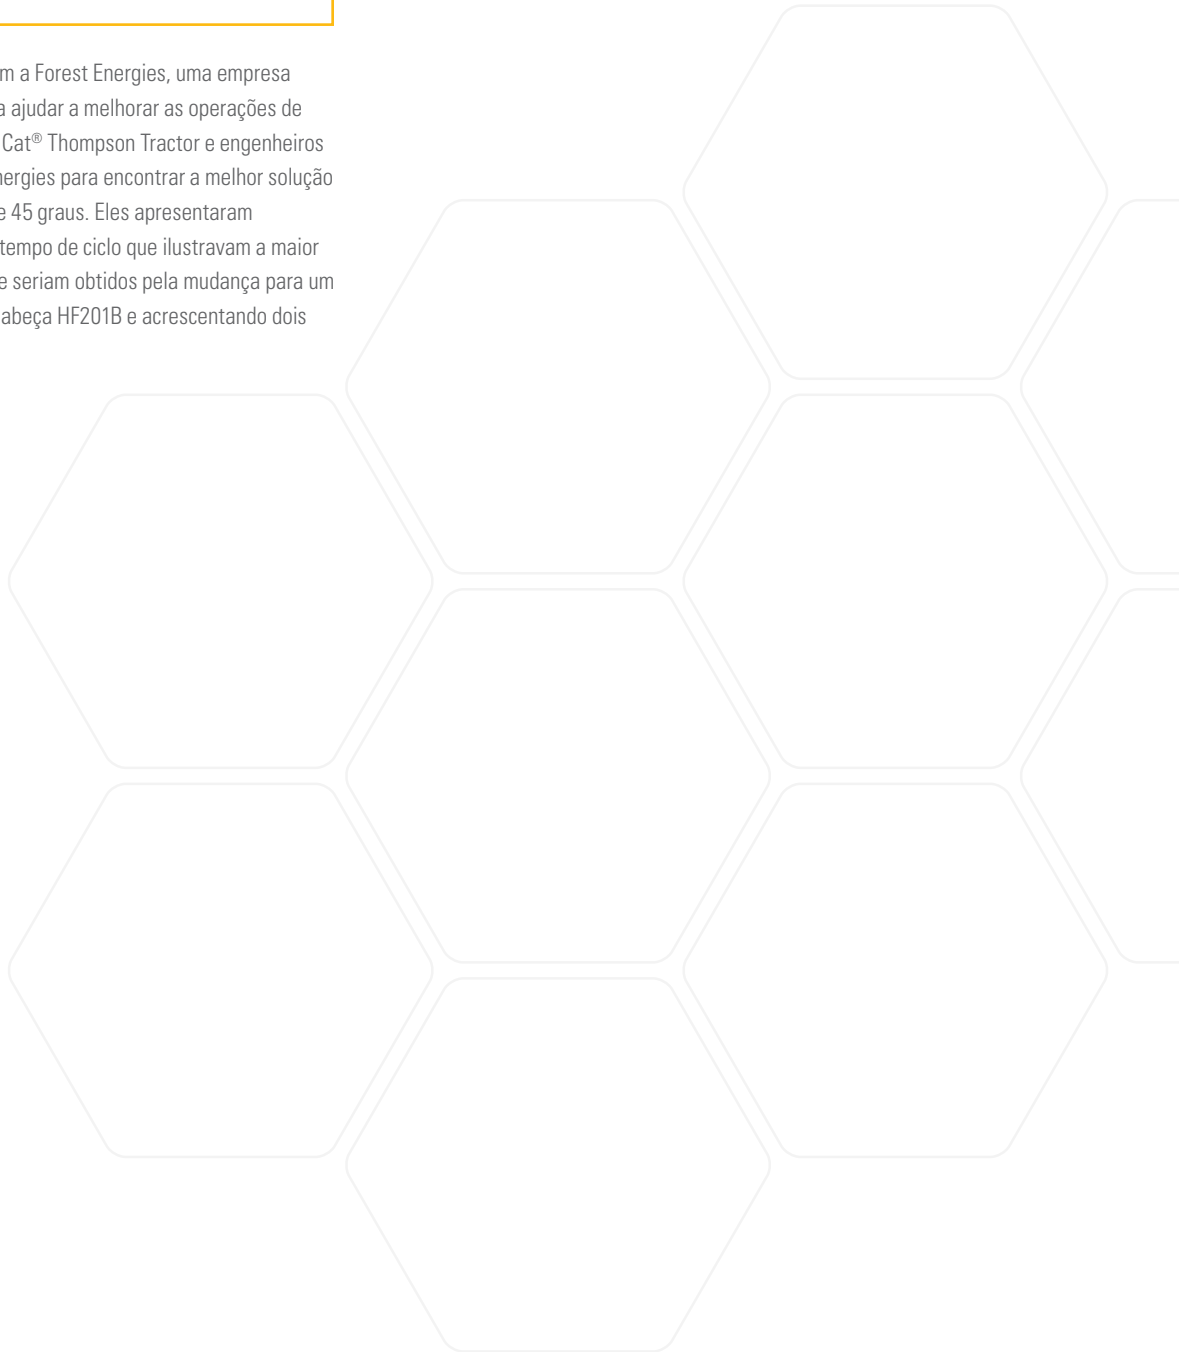 m a Forest Energies, uma empresa
a ajudar a melhorar as operações de
Cat® Thompson Tractor e engenheiros
nergies para encontrar a melhor solução
e 45 graus. Eles apresentaram
tempo de ciclo que ilustravam a maior
e seriam obtidos pela mudança para um
abeça HF201B e acrescentando dois